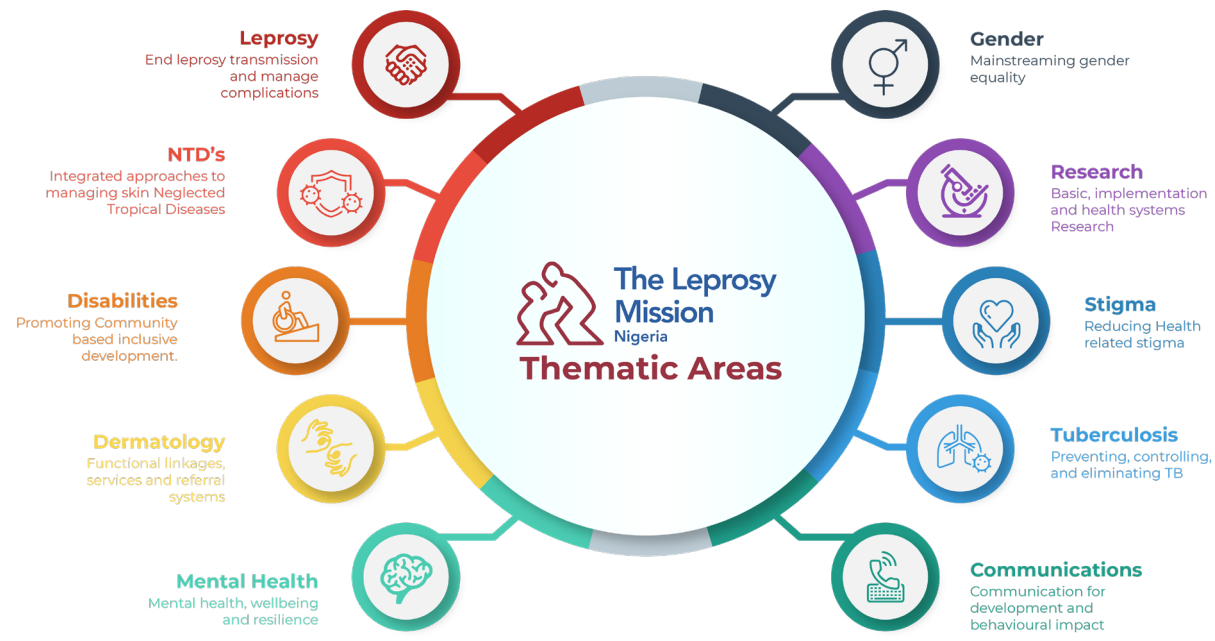 Leprosy
End leprosy transmission
and manage
complications
NTD’s
Integrated approaches to
managing skin Neglected
Tropical Diseases
Disabilities
Promoting Community
based inclusive
development.
Dermatology
Functional linkages,
services and referral
systems
Mental Health
Mental health, wellbeing
and resilience
The Leprosy
Mission
Nigeria
Thematic Areas
Gender
Mainstreaming gender
equality
Research
Basic, implementation
and health systems
Research
Stigma
Reducing Health
related stigma
Tuberculosis
Preventing, controlling,
and eliminating TB
Communications
Communication for
development and
behavioural impact